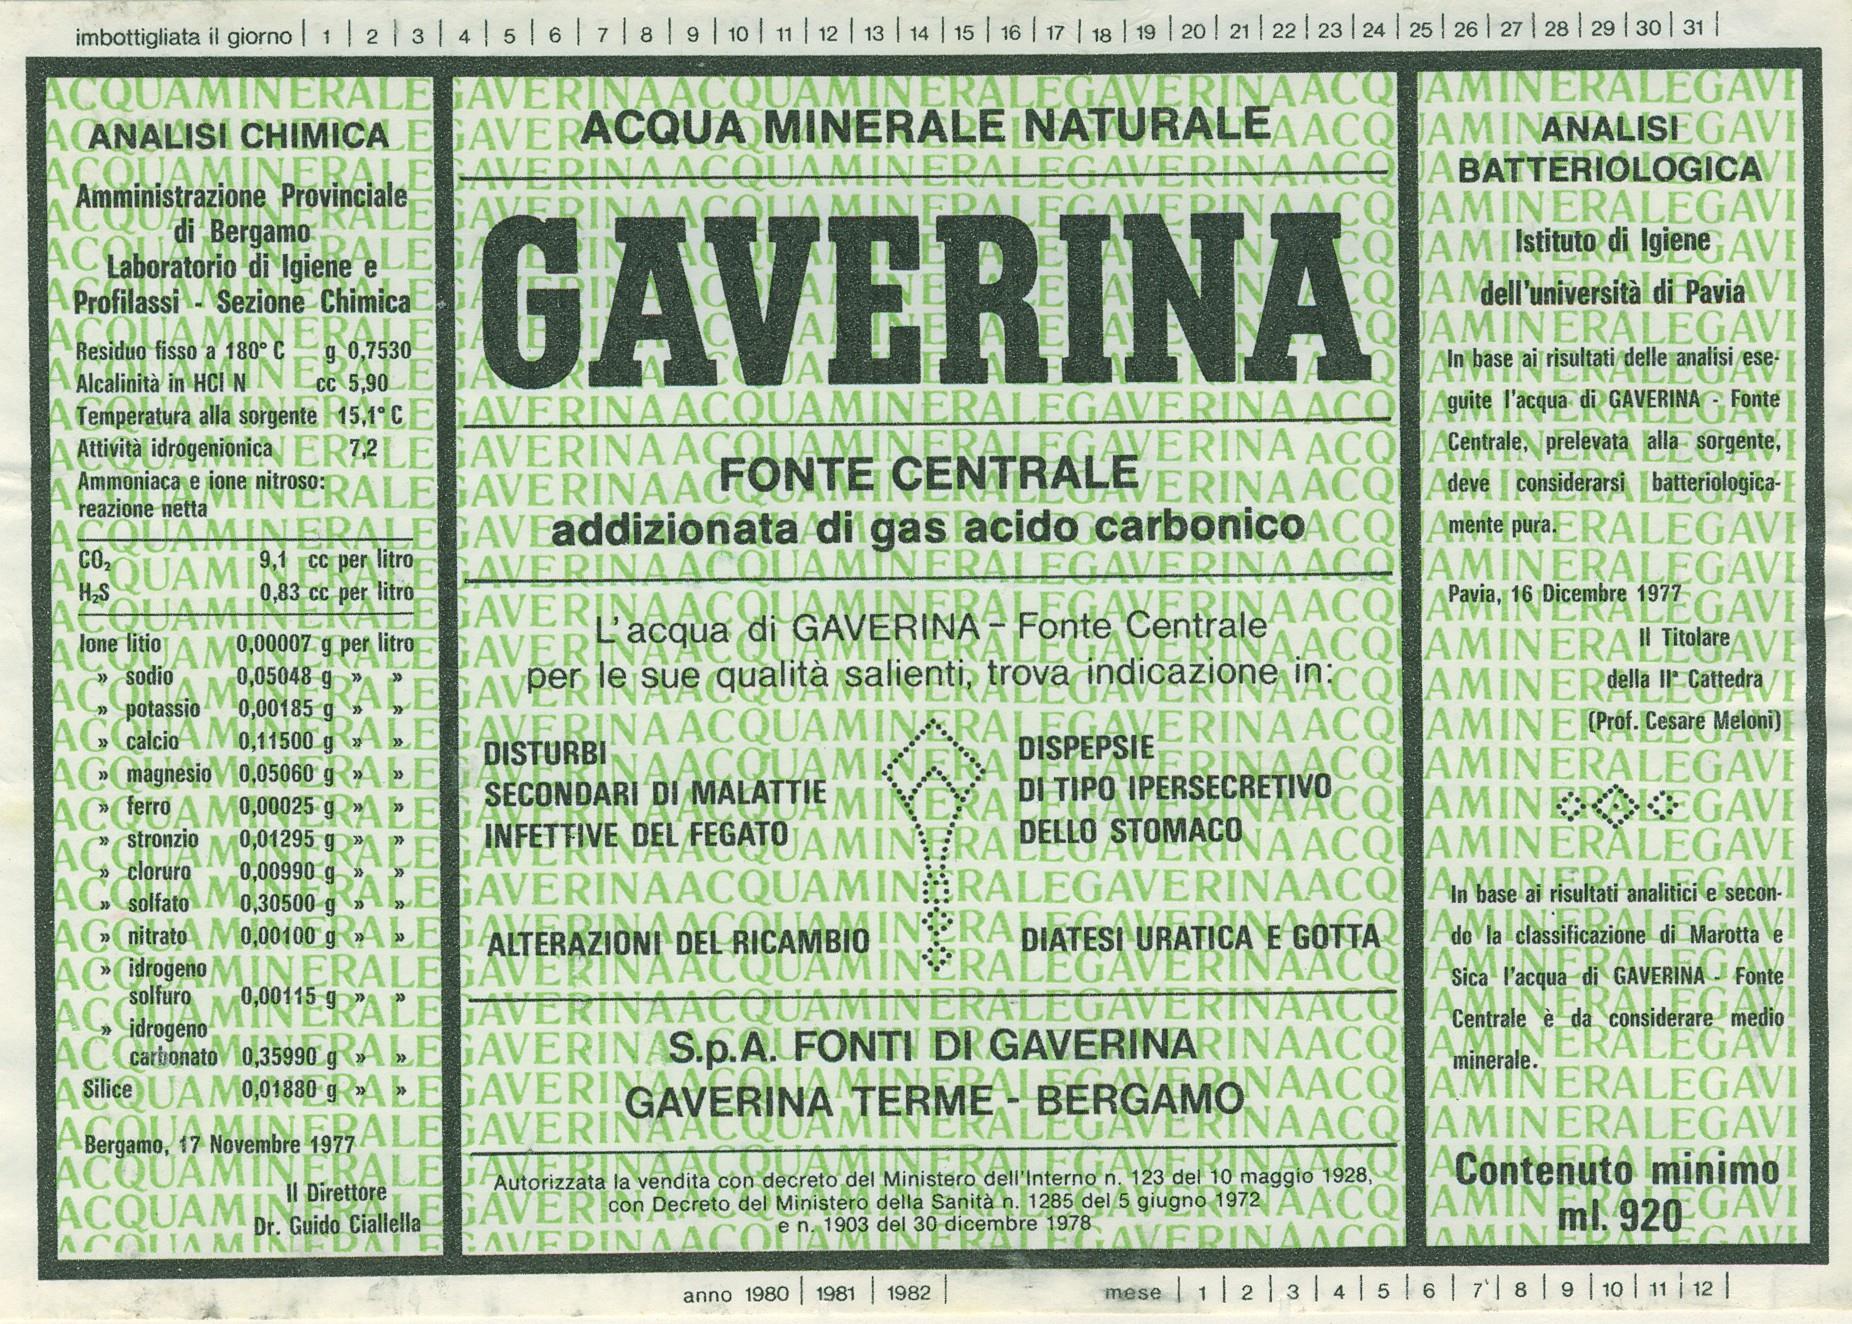 imbottigliata il giorno | 1 | 2 | 3 | 4 | 5 | 6 | 7 | 8 | 9 | 10 | 11 | 12 | 13 | 14 | 15 | 16 | 17 | 18 | 19 | 20 | 21 | 22 | 23 | 24 | 25 | 26 | 27 | 28 | 29 | 30 | 31 |
ANALISI CHIMICA
Amministrazione Provinciale
di Bergamo
Laboratorio di Igiene e
Profilassi - Sezione Chimica
Residuo fisso a 180° C g 0,7530
Alcalinità in HCl N cc 5,90
Temperatura alla sorgente 15,1° C
Attività idrogenionica 7,2
Ammoniaca e ione nitroso:
reazione netta
CO₂ 9,1 cc per litro
H₂S 0,83 cc per litro
Ione litio 0,00007 g per litro
» sodio 0,05048 g » »
» potassio 0,00185 g » »
» calcio 0,11500 g » »
» magnesio 0,05060 g » »
» ferro 0,00025 g » »
» stronzio 0,01295 g » »
» cloruro 0,00990 g » »
» solfato 0,30500 g » »
» nitrato 0,00100 g » »
» idrogeno
solfuro 0,00115 g » »
» idrogeno
carbonato 0,35990 g » »
Silice 0,01880 g » »
Bergamo, 17 Novembre 1977
Il Direttore
Dr. Guido Ciallella
ACQUA MINERALE NATURALE
GAVERINA
FONTE CENTRALE
addizionata di gas acido carbonico
L'acqua di GAVERINA - Fonte Centrale
per le sue qualità salienti, trova indicazione in:
DISTURBI
SECONDARI DI MALATTIE
INFETTIVE DEL FEGATO
DISPEPSIE
DI TIPO IPERSECRETIVO
DELLO STOMACO
ALTERAZIONI DEL RICAMBIO
DIATESI URATICA E GOTTA
S.p.A. FONTI DI GAVERINA
GAVERINA TERME - BERGAMO
Autorizzata la vendita con decreto del Ministero dell'Interno n. 123 del 10 maggio 1928,
con Decreto del Ministero della Sanità n. 1285 del 5 giugno 1972
e n. 1903 del 30 dicembre 1978
ANALISI
BATTERIOLOGICA
Istituto di Igiene
dell'università di Pavia
In base ai risultati delle analisi ese-
guite l'acqua di GAVERINA - Fonte
Centrale, prelevata alla sorgente,
deve considerarsi batteriologica-
mente pura.
Pavia, 16 Dicembre 1977
Il Titolare
della IIª Cattedra
(Prof. Cesare Meloni)
In base ai risultati analitici e secon-
do la classificazione di Marotta e
Sica l'acqua di GAVERINA - Fonte
Centrale è da considerare medio
minerale.
Contenuto minimo
ml. 920
anno 1980 | 1981 | 1982 | mese | 1 | 2 | 3 | 4 | 5 | 6 | 7 | 8 | 9 | 10 | 11 | 12 |